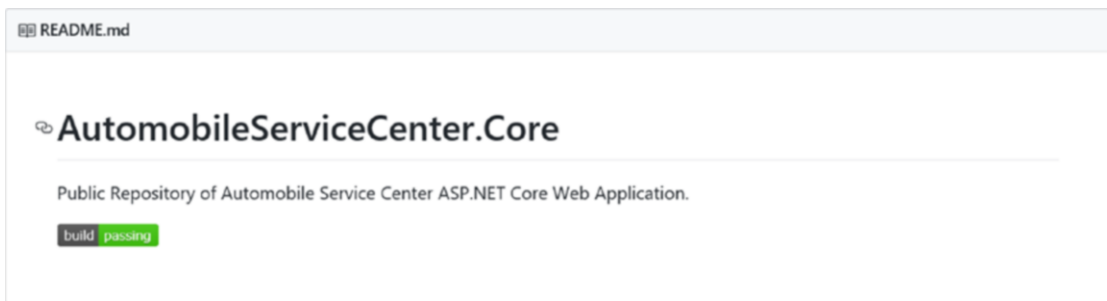 README.md
AutomobileServiceCenter.Core
Public Repository of Automobile Service Center ASP.NET Core Web Application.
build passing